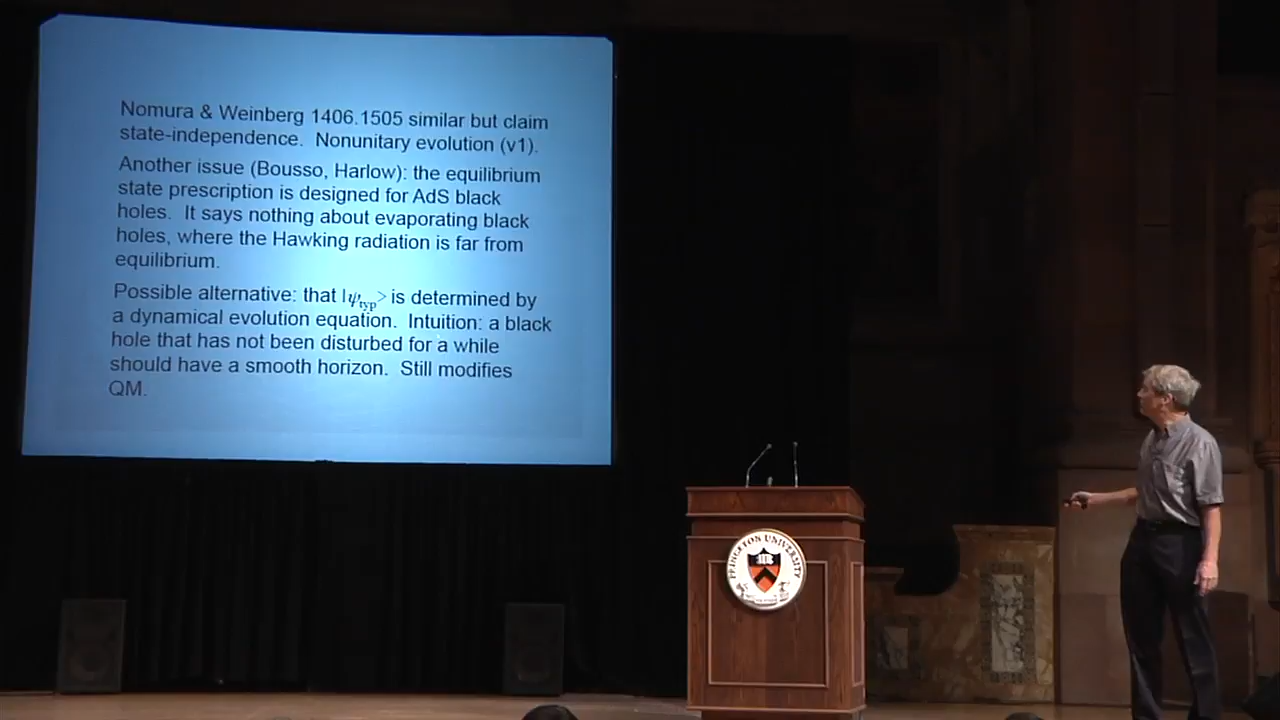 Nomura & Weinberg 1406.1505 similar but claim
state-independence. Nonunitary evolution (v1).
Another issue (Bousso, Harlow): the equilibrium
state prescription is designed for AdS black
holes. It says nothing about evaporating black
holes, where the Hawking radiation is far from
equilibrium.
Possible alternative: that |ψtyp> is determined by
a dynamical evolution equation. Intuition: a black
hole that has not been disturbed for a while
should have a smooth horizon. Still modifies
QM.
PRINCETON UNIVERSITY